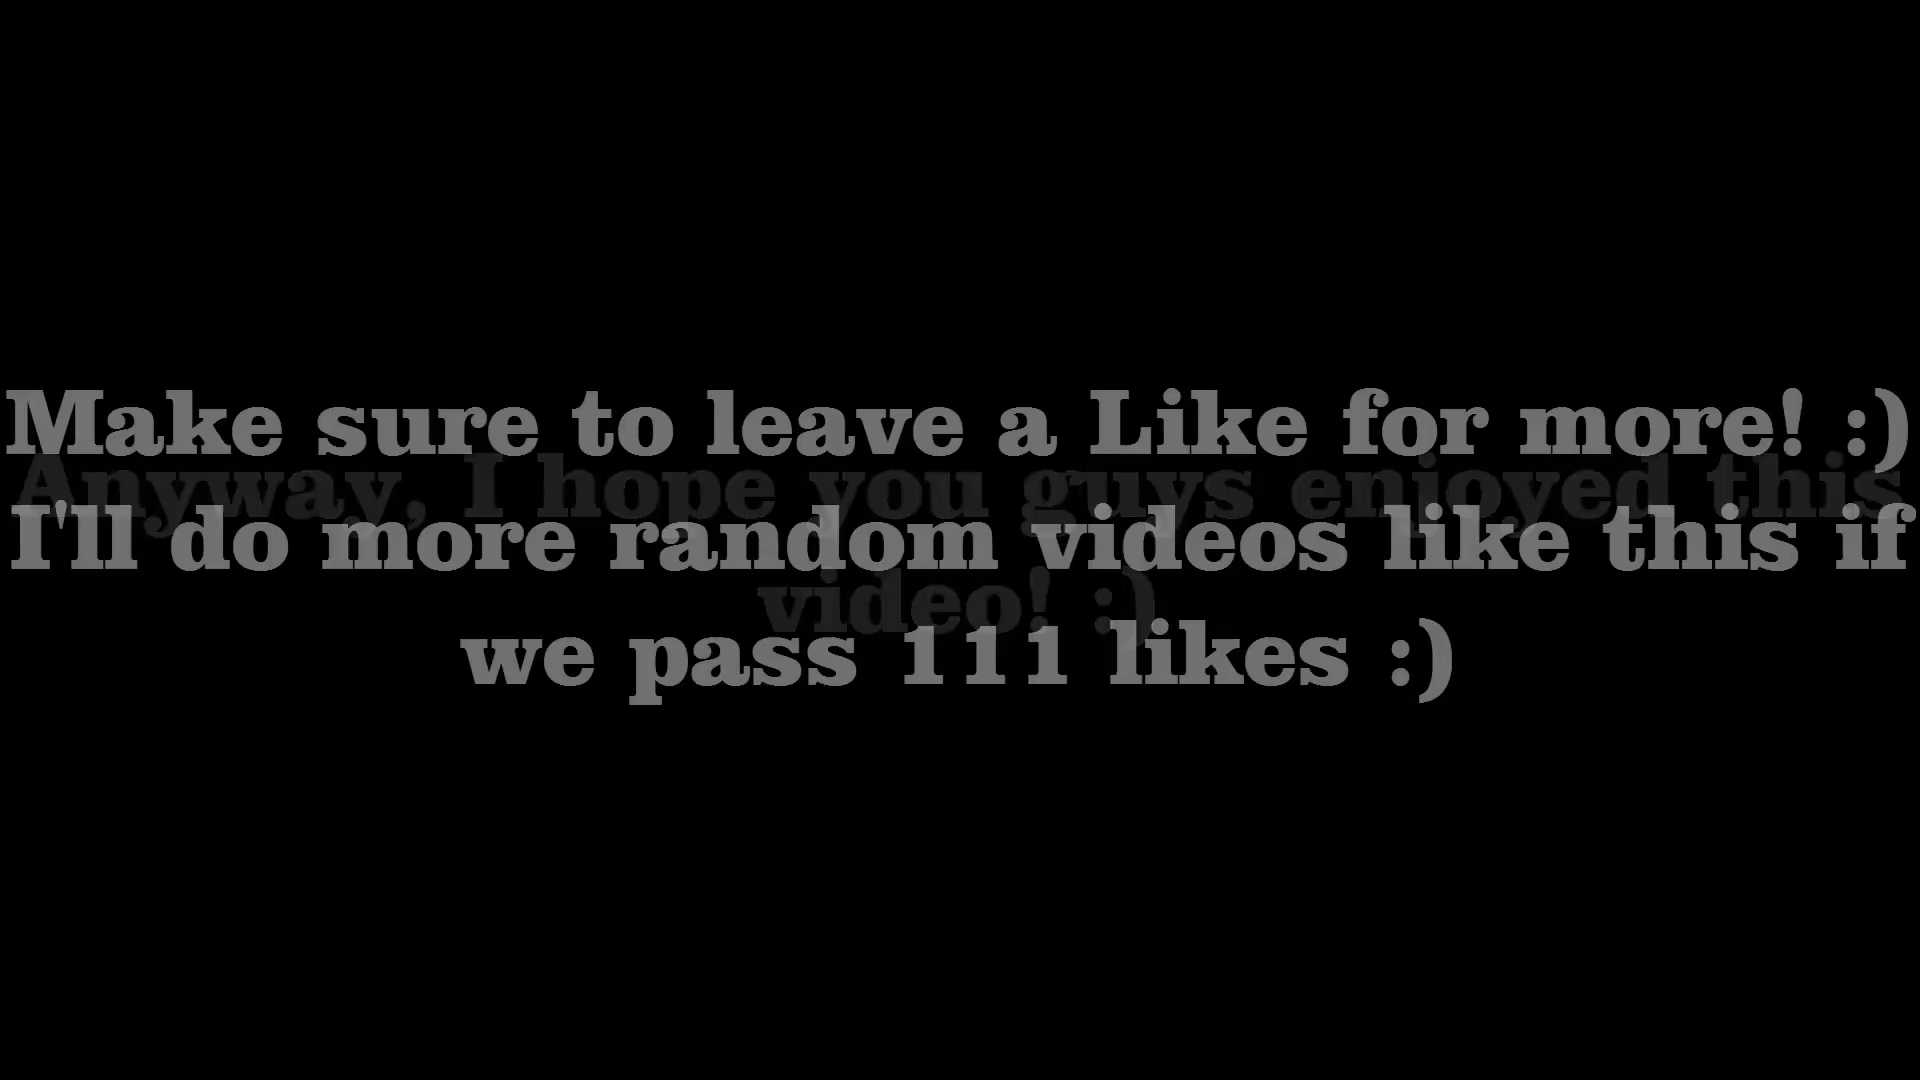 Make sure to leave a Like for more! :)
Anyway, I hope you guys enjoyed this
I'll do more random videos like this if
video! :)
we pass 111 likes :)